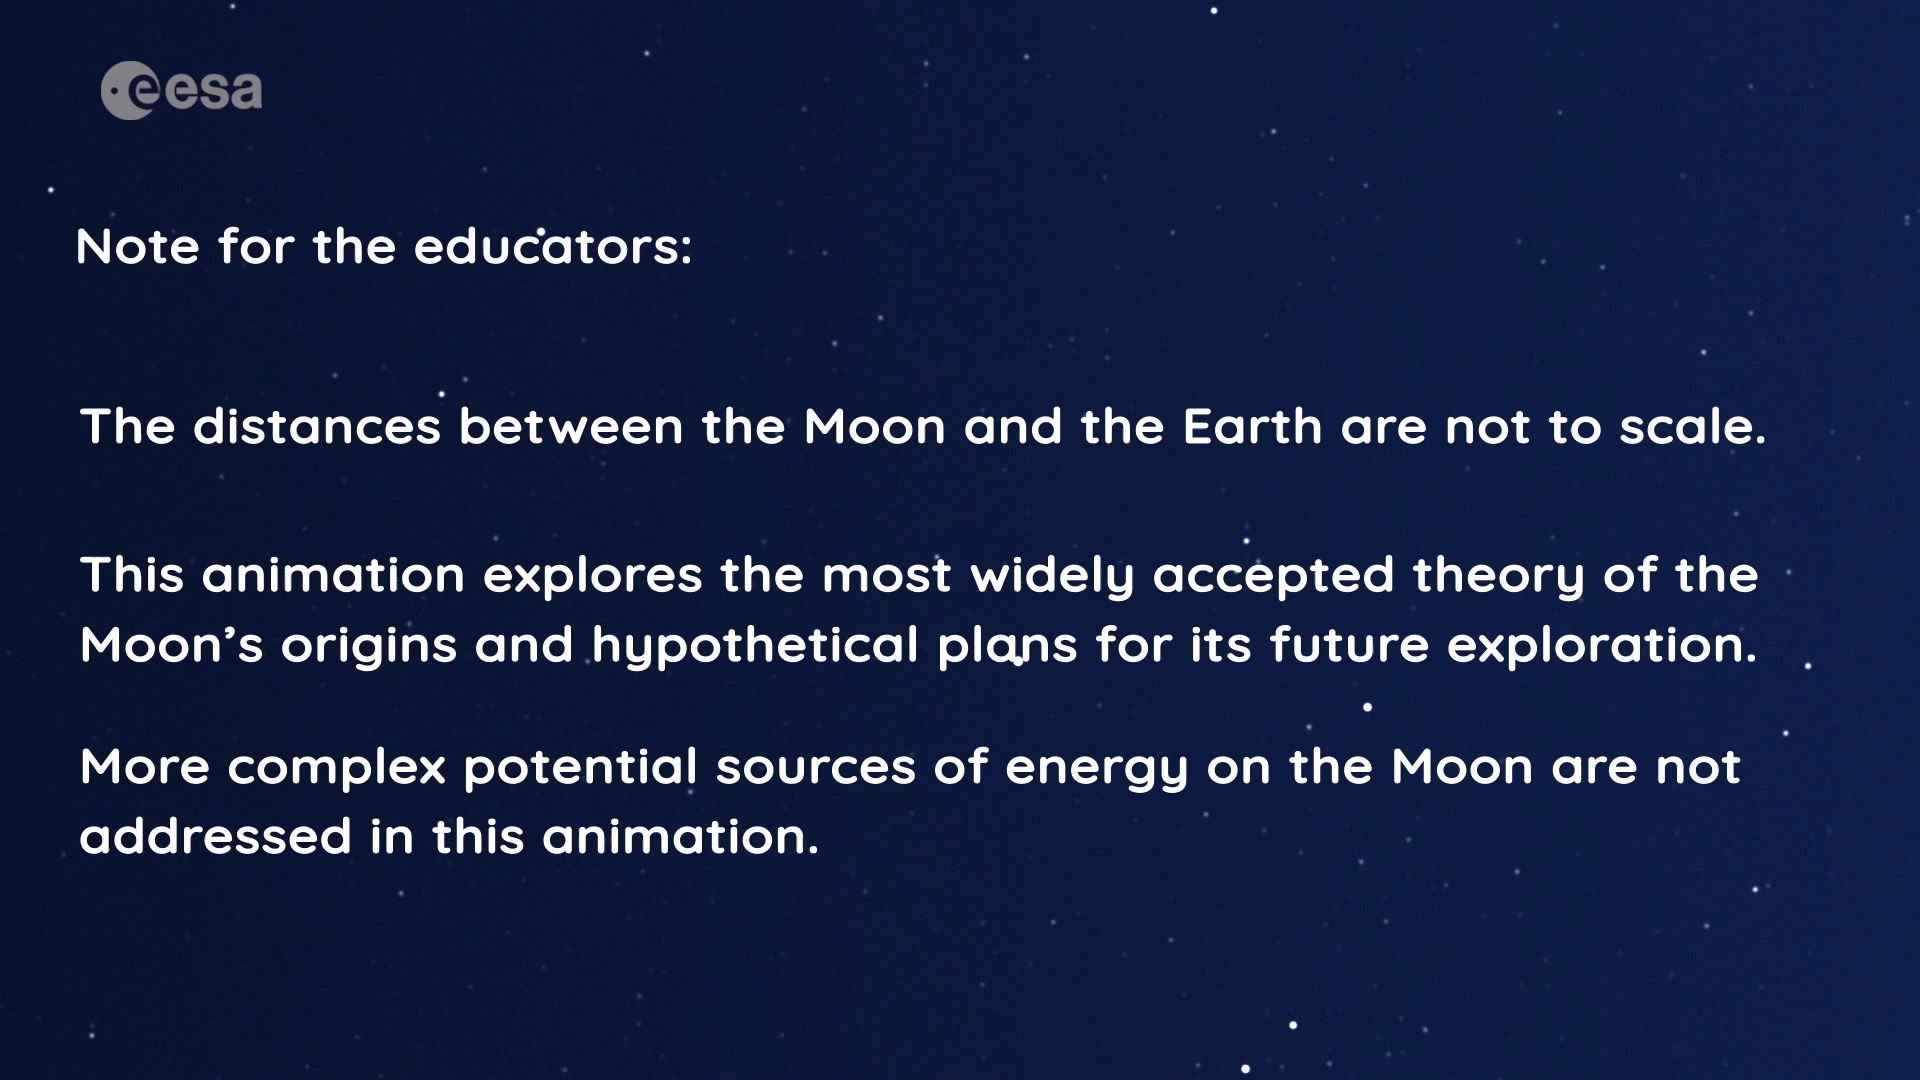 esa
Note for the educators:
The distances between the Moon and the Earth are not to scale.
This animation explores the most widely accepted theory of the
Moon’s origins and hypothetical plans for its future exploration.
More complex potential sources of energy on the Moon are not
addressed in this animation.